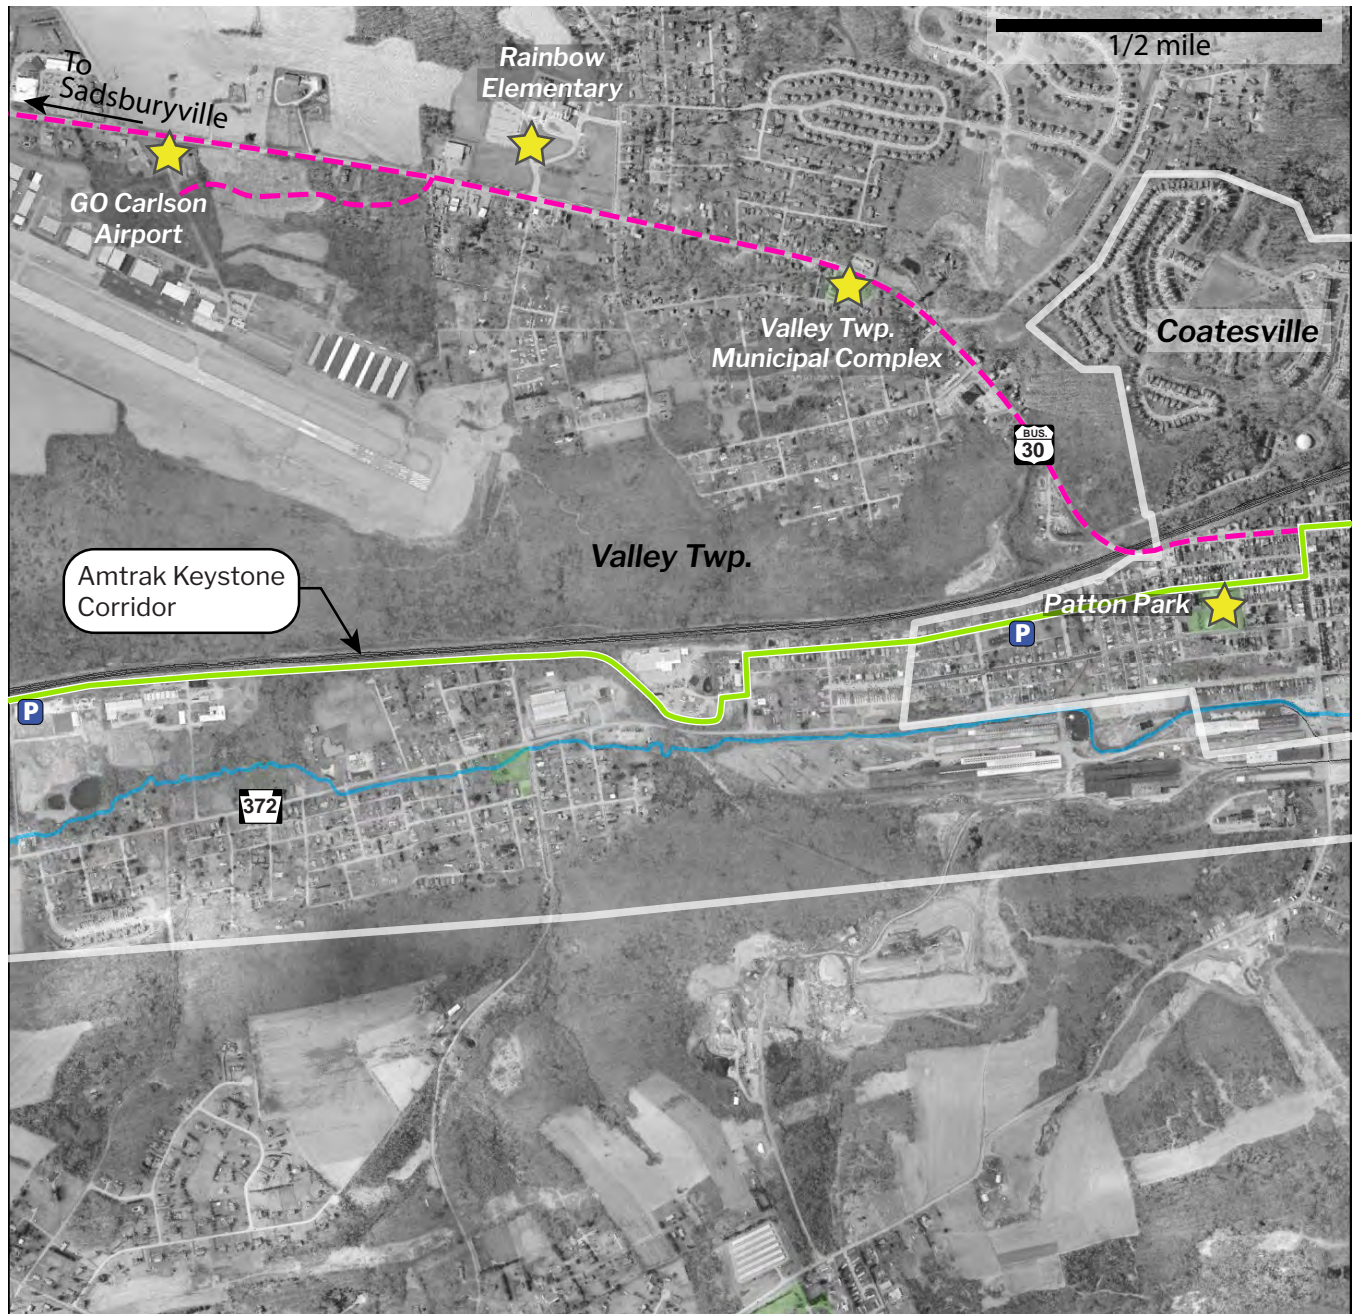 1/2 mile
To
Sadsburyville
Rainbow
Elementary
GO Carlson
Airport
Valley Twp.
Municipal Complex
Coatesville
BUS.
30
Valley Twp.
Amtrak Keystone
Corridor
Patton Park
P
P
372